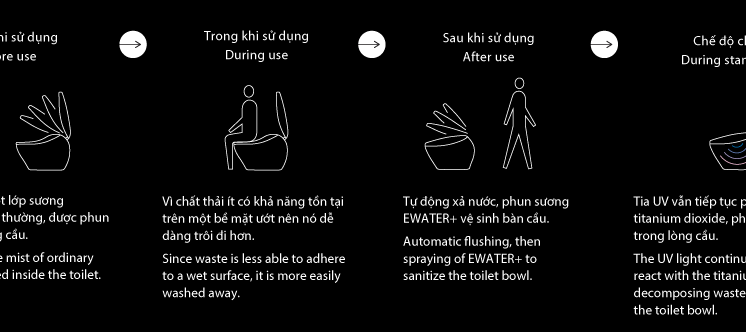 hi sử dụng
re use
t lớp sương
thường, được phun
cầu.
mist of ordinary
d inside the toilet.
Trong khi sử dụng
During use
Vì chất thải ít có khả năng tồn tại
trên một bề mặt ướt nên nó dễ
dàng trôi đi hơn.
Since waste is less able to adhere
to a wet surface, it is more easily
washed away.
Sau khi sử dụng
After use
Tự động xả nước, phun sương
EWATER+ vệ sinh bàn cầu.
Automatic flushing, then
spraying of EWATER+ to
sanitize the toilet bowl.
Chế độ c
During stan
Tia UV vẫn tiếp tục p
titanium dioxide, ph
trong lòng cầu.
The UV light continu
react with the titani
decomposing waste
the toilet bowl.